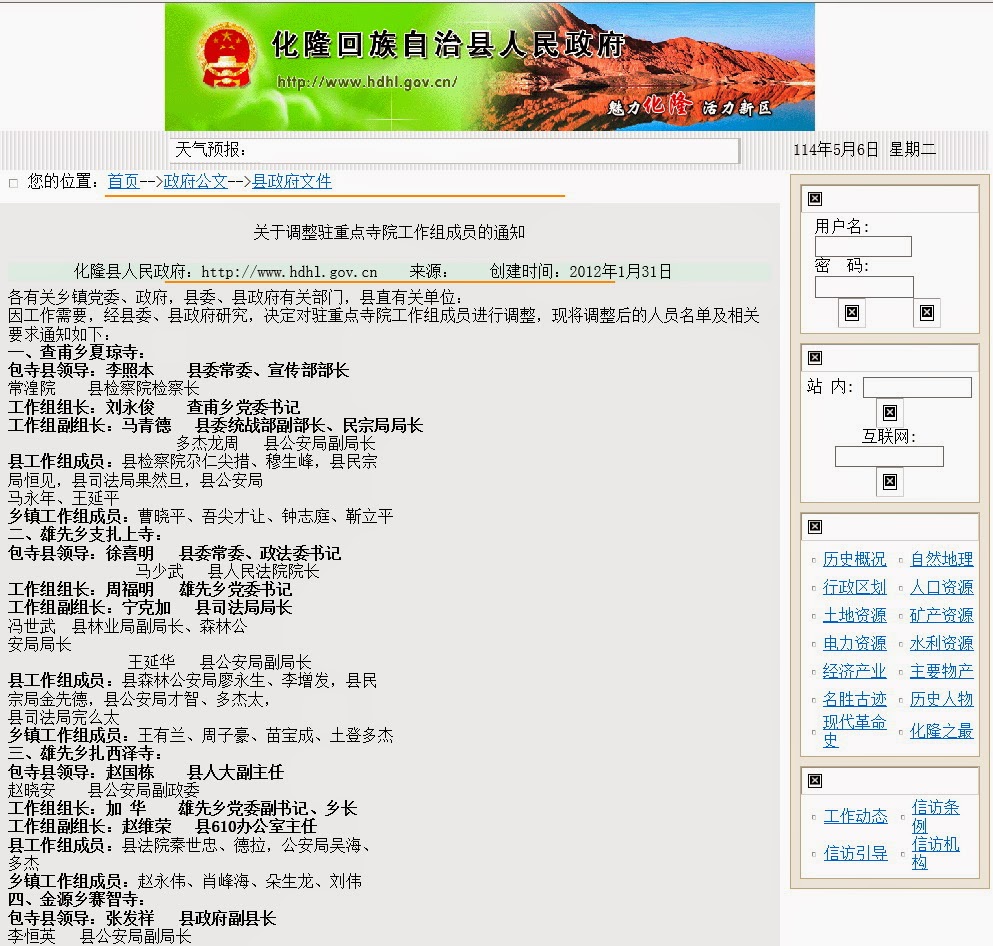 化隆回族自治县人民政府
http://www.hdhl.gov.cn/
魅力化隆 活力新区
天气预报：
114年5月6日 星期二
您的位置：首页-->政府公文-->县政府文件
关于调整驻重点寺院工作组成员的通知
化隆县人民政府：http://www.hdhl.gov.cn 来源： 创建时间：2012年1月31日
各有关乡镇党委、政府，县委、县政府有关部门，县直有关单位：
因工作需要，经县委、县政府研究，决定对驻重点寺院工作组成员进行调整，现将调整后的人员名单及相关
要求通知如下：
一、查甫乡夏琼寺：
包寺县领导：李照本 县委常委、宣传部部长
常湟院 县检察院检察长
工作组组长：刘永俊 查甫乡党委书记
工作组副组长：马青德 县委统战部副部长、民宗局局长
多杰龙周 县公安局副局长
县工作组成员：县检察院尕仁尖措、穆生峰，县民宗
局恒见，县司法局果然旦，县公安局
马永年、王延平
乡镇工作组成员：曹晓平、吾尖才让、钟志庭、靳立平
二、雄先乡支扎上寺：
包寺县领导：徐喜明 县委常委、政法委书记
马少武 县人民法院院长
工作组组长：周福明 雄先乡党委书记
工作组副组长：宁克加 县司法局局长
冯世武 县林业局副局长、森林公
安局局长
王延华 县公安局副局长
县工作组成员：县森林公安局廖永生、李增发，县民
宗局金先德，县公安局才智、多杰太，
县司法局完么太
乡镇工作组成员：王有兰、周子豪、苗宝成、土登多杰
三、雄先乡扎西泽寺：
包寺县领导：赵国栋 县人大副主任
赵晓安 县公安局副政委
工作组组长：加 华 雄先乡党委副书记、乡长
工作组副组长：赵维荣 县610办公室主任
县工作组成员：县法院秦世忠、德拉，公安局吴海、
多杰
乡镇工作组成员：赵永伟、肖峰海、朵生龙、刘伟
四、金源乡赛智寺：
包寺县领导：张发祥 县政府副县长
李恒英 县公安局副局长
用户名：
密 码：
站 内：
互联网：
历史概况 自然地理
行政区划 人口资源
土地资源 矿产资源
电力资源 水利资源
经济产业 主要物产
名胜古迹 历史人物
现代革命史 化隆之最
工作动态 信访条例
信访引导 信访机构